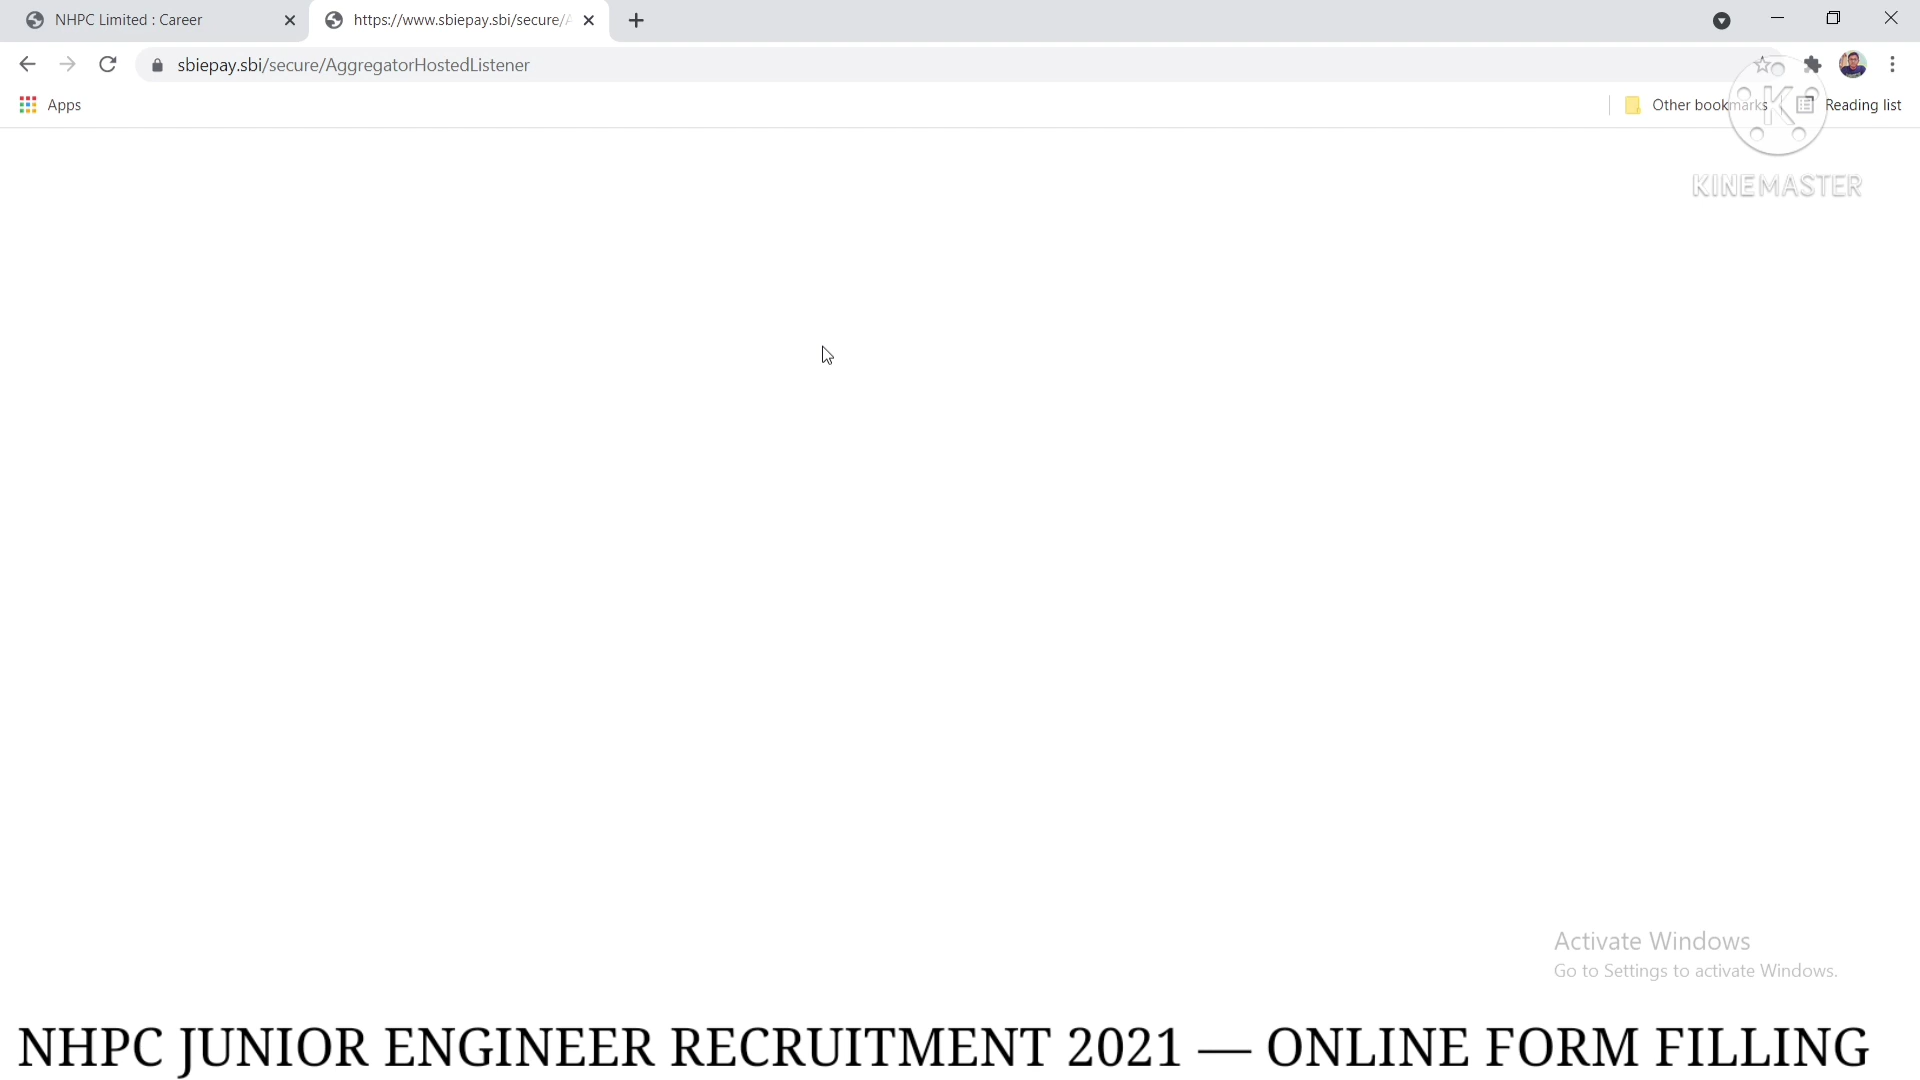 NHPC Limited : Career
https://www.sbiepay.sbi/secure/A
sbiepay.sbi/secure/AggregatorHostedListener
Apps
Other bookmarks
Reading list
K
KINEMASTER
Activate Windows
Go to Settings to activate Windows.
NHPC JUNIOR ENGINEER RECRUITMENT 2021 — ONLINE FORM FILLING